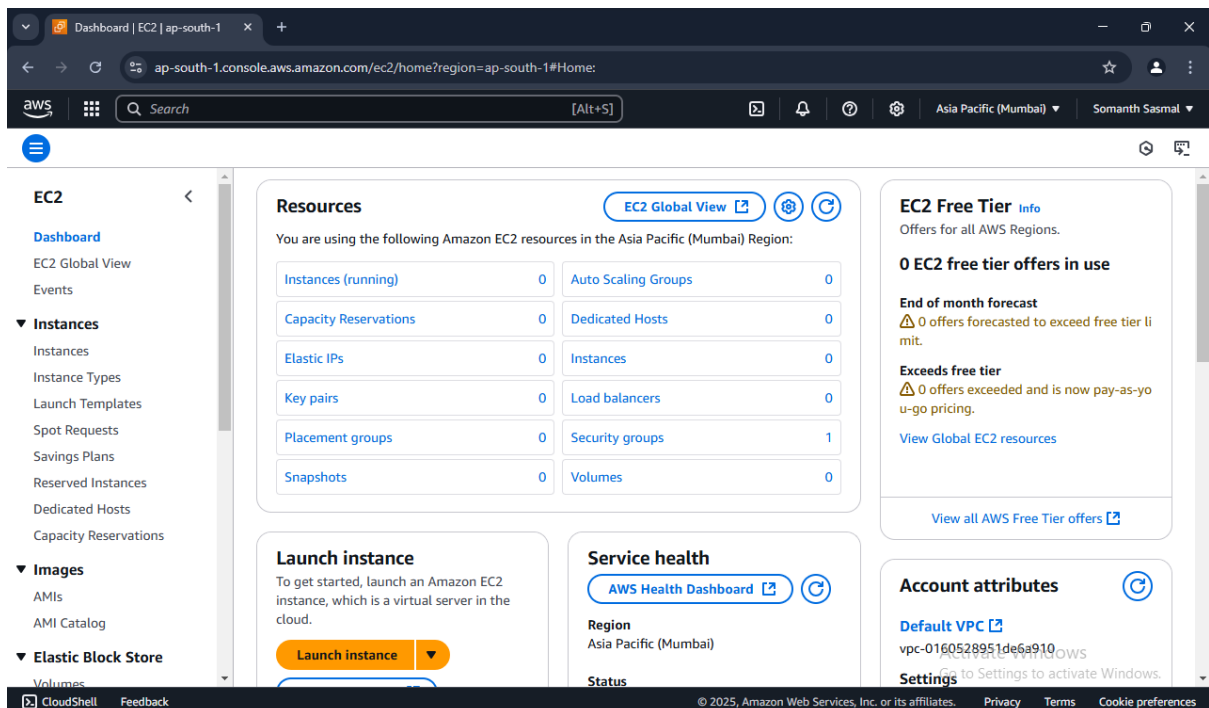 Dashboard | EC2 | ap-south-1
ap-south-1.console.aws.amazon.com/ec2/home?region=ap-south-1#Home:
aws
Search [Alt+S]
Asia Pacific (Mumbai)
Somanth Sasmal
EC2
Dashboard
EC2 Global View
Events
Instances
Instances
Instance Types
Launch Templates
Spot Requests
Savings Plans
Reserved Instances
Dedicated Hosts
Capacity Reservations
Images
AMIs
AMI Catalog
Elastic Block Store
Volumes
Resources
EC2 Global View
You are using the following Amazon EC2 resources in the Asia Pacific (Mumbai) Region:
Instances (running) 0
Auto Scaling Groups 0
Capacity Reservations 0
Dedicated Hosts 0
Elastic IPs 0
Instances 0
Key pairs 0
Load balancers 0
Placement groups 0
Security groups 1
Snapshots 0
Volumes 0
Launch instance
To get started, launch an Amazon EC2
instance, which is a virtual server in the
cloud.
Launch instance
Service health
AWS Health Dashboard
Region
Asia Pacific (Mumbai)
Status
EC2 Free Tier Info
Offers for all AWS Regions.
0 EC2 free tier offers in use
End of month forecast
0 offers forecasted to exceed free tier li
mit.
Exceeds free tier
0 offers exceeded and is now pay-as-yo
u-go pricing.
View Global EC2 resources
View all AWS Free Tier offers
Account attributes
Default VPC
vpc-0160528951de6a910
Settings
Activate Windows
Go to Settings to activate Windows.
CloudShell
Feedback
© 2025, Amazon Web Services, Inc. or its affiliates.
Privacy
Terms
Cookie preferences